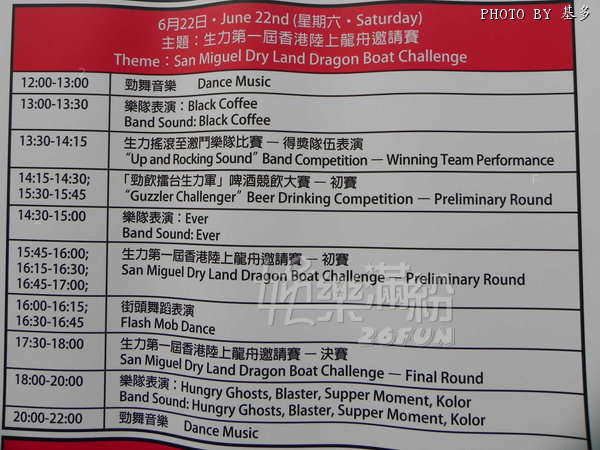 PHOTO BY 基多
6月22日・June 22nd (星期六・Saturday)
主題：生力第一屆香港陸上龍舟邀請賽
Theme：San Miguel Dry Land Dragon Boat Challenge
12:00-13:00 勁舞音樂 Dance Music
13:00-13:30 樂隊表演：Black Coffee
Band Sound: Black Coffee
13:30-14:15 生力搖滾至激鬥樂隊比賽 — 得獎隊伍表演
“Up and Rocking Sound” Band Competition — Winning Team Performance
14:15-14:30; 「勁飲擂台生力軍」啤酒競飲大賽 — 初賽
15:30-15:45 “Guzzler Challenger” Beer Drinking Competition — Preliminary Round
14:30-15:00 樂隊表演：Ever
Band Sound: Ever
15:45-16:00; 生力第一屆香港陸上龍舟邀請賽 — 初賽
16:15-16:30; San Miguel Dry Land Dragon Boat Challenge — Preliminary Round
16:45-17:00;
16:00-16:15; 街頭舞蹈表演
16:30-16:45 Flash Mob Dance
17:30-18:00 生力第一屆香港陸上龍舟邀請賽 — 決賽
San Miguel Dry Land Dragon Boat Challenge — Final Round
18:00-20:00 樂隊表演：Hungry Ghosts, Blaster, Supper Moment, Kolor
Band Sound: Hungry Ghosts, Blaster, Supper Moment, Kolor
20:00-22:00 勁舞音樂 Dance Music
悅樂滿紛
26FUN